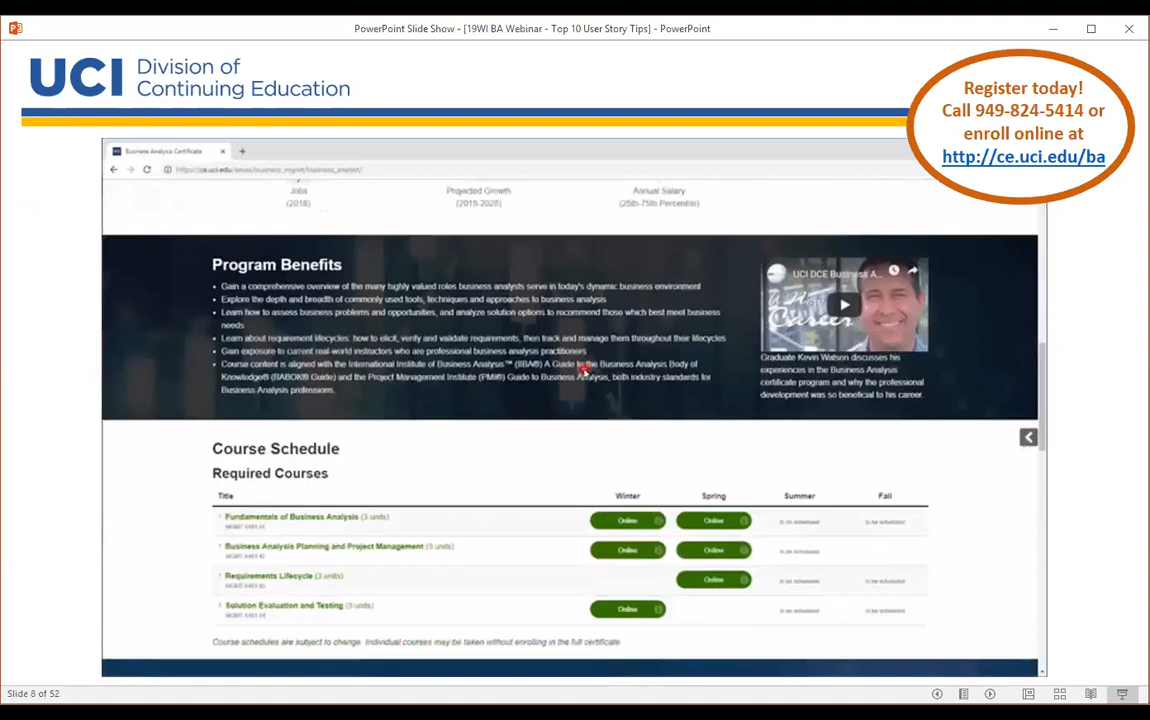 PowerPoint Slide Show - [19WI BA Webinar - Top 10 User Story Tips] - PowerPoint
UCI Division of
Continuing Education
Register today!
Call 949-824-5414 or
enroll online at
http://ce.uci.edu/ba
Business Analysis Certificate
Jobs
(2018)
Projected Growth
Annual Salary
(25th-75th Percentile)
Program Benefits
• Gain a comprehensive overview of the many highly valued roles business analysts serve in today's dynamic business environment
• Explore the depth and breadth of commonly used tools, techniques and approaches to business analysis
• Learn how to assess business problems and opportunities, and analyze solution options to recommend those which best meet business
needs
• Learn about requirement lifecycles: how to elicit, verify and validate requirements, then track and manage them throughout their lifecycles
• Gain exposure to current real-world instructors who are professional business analysis practitioners
• Course content is aligned with the International Institute of Business Analysis™ (IIBA®) A Guide to the Business Analysis Body of
Knowledge® (BABOK® Guide) and the Project Management Institute (PMI®) Guide to Business Analysis, both industry standards for
Business Analysis professions.
UCI DCE Business A...
A New
Career
Graduate Kevin Watson discusses his
experiences in the Business Analysis
certificate program and why the professional
development was so beneficial to his career.
Course Schedule
Required Courses
Title Winter Spring Summer Fall
Fundamentals of Business Analysis (3 units) Online Online
Business Analysis Planning and Project Management (3 units) Online Online
Requirements Lifecycle (3 units) Online
Solution Evaluation and Testing (3 units) Online
Course schedules are subject to change. Individual courses may be taken without enrolling in the full certificate
Slide 8 of 52